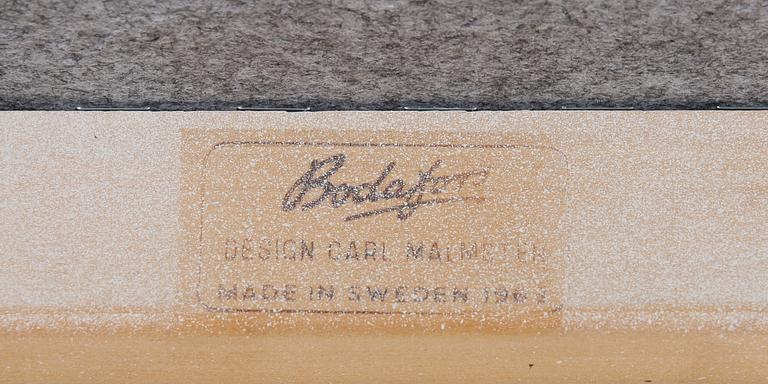 Bodafors
DESIGN CARL MALMSTEN
MADE IN SWEDEN